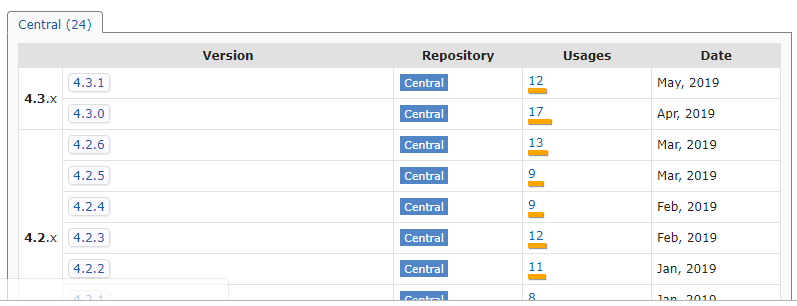 Central (24)
Version Repository Usages Date
4.3.x 4.3.1 Central 12 May, 2019
4.3.0 Central 17 Apr, 2019
4.2.6 Central 13 Mar, 2019
4.2.5 Central 9 Mar, 2019
4.2.4 Central 9 Feb, 2019
4.2.x 4.2.3 Central 12 Feb, 2019
4.2.2 Central 11 Jan, 2019
4.2.1 Central 8 Jan, 2019